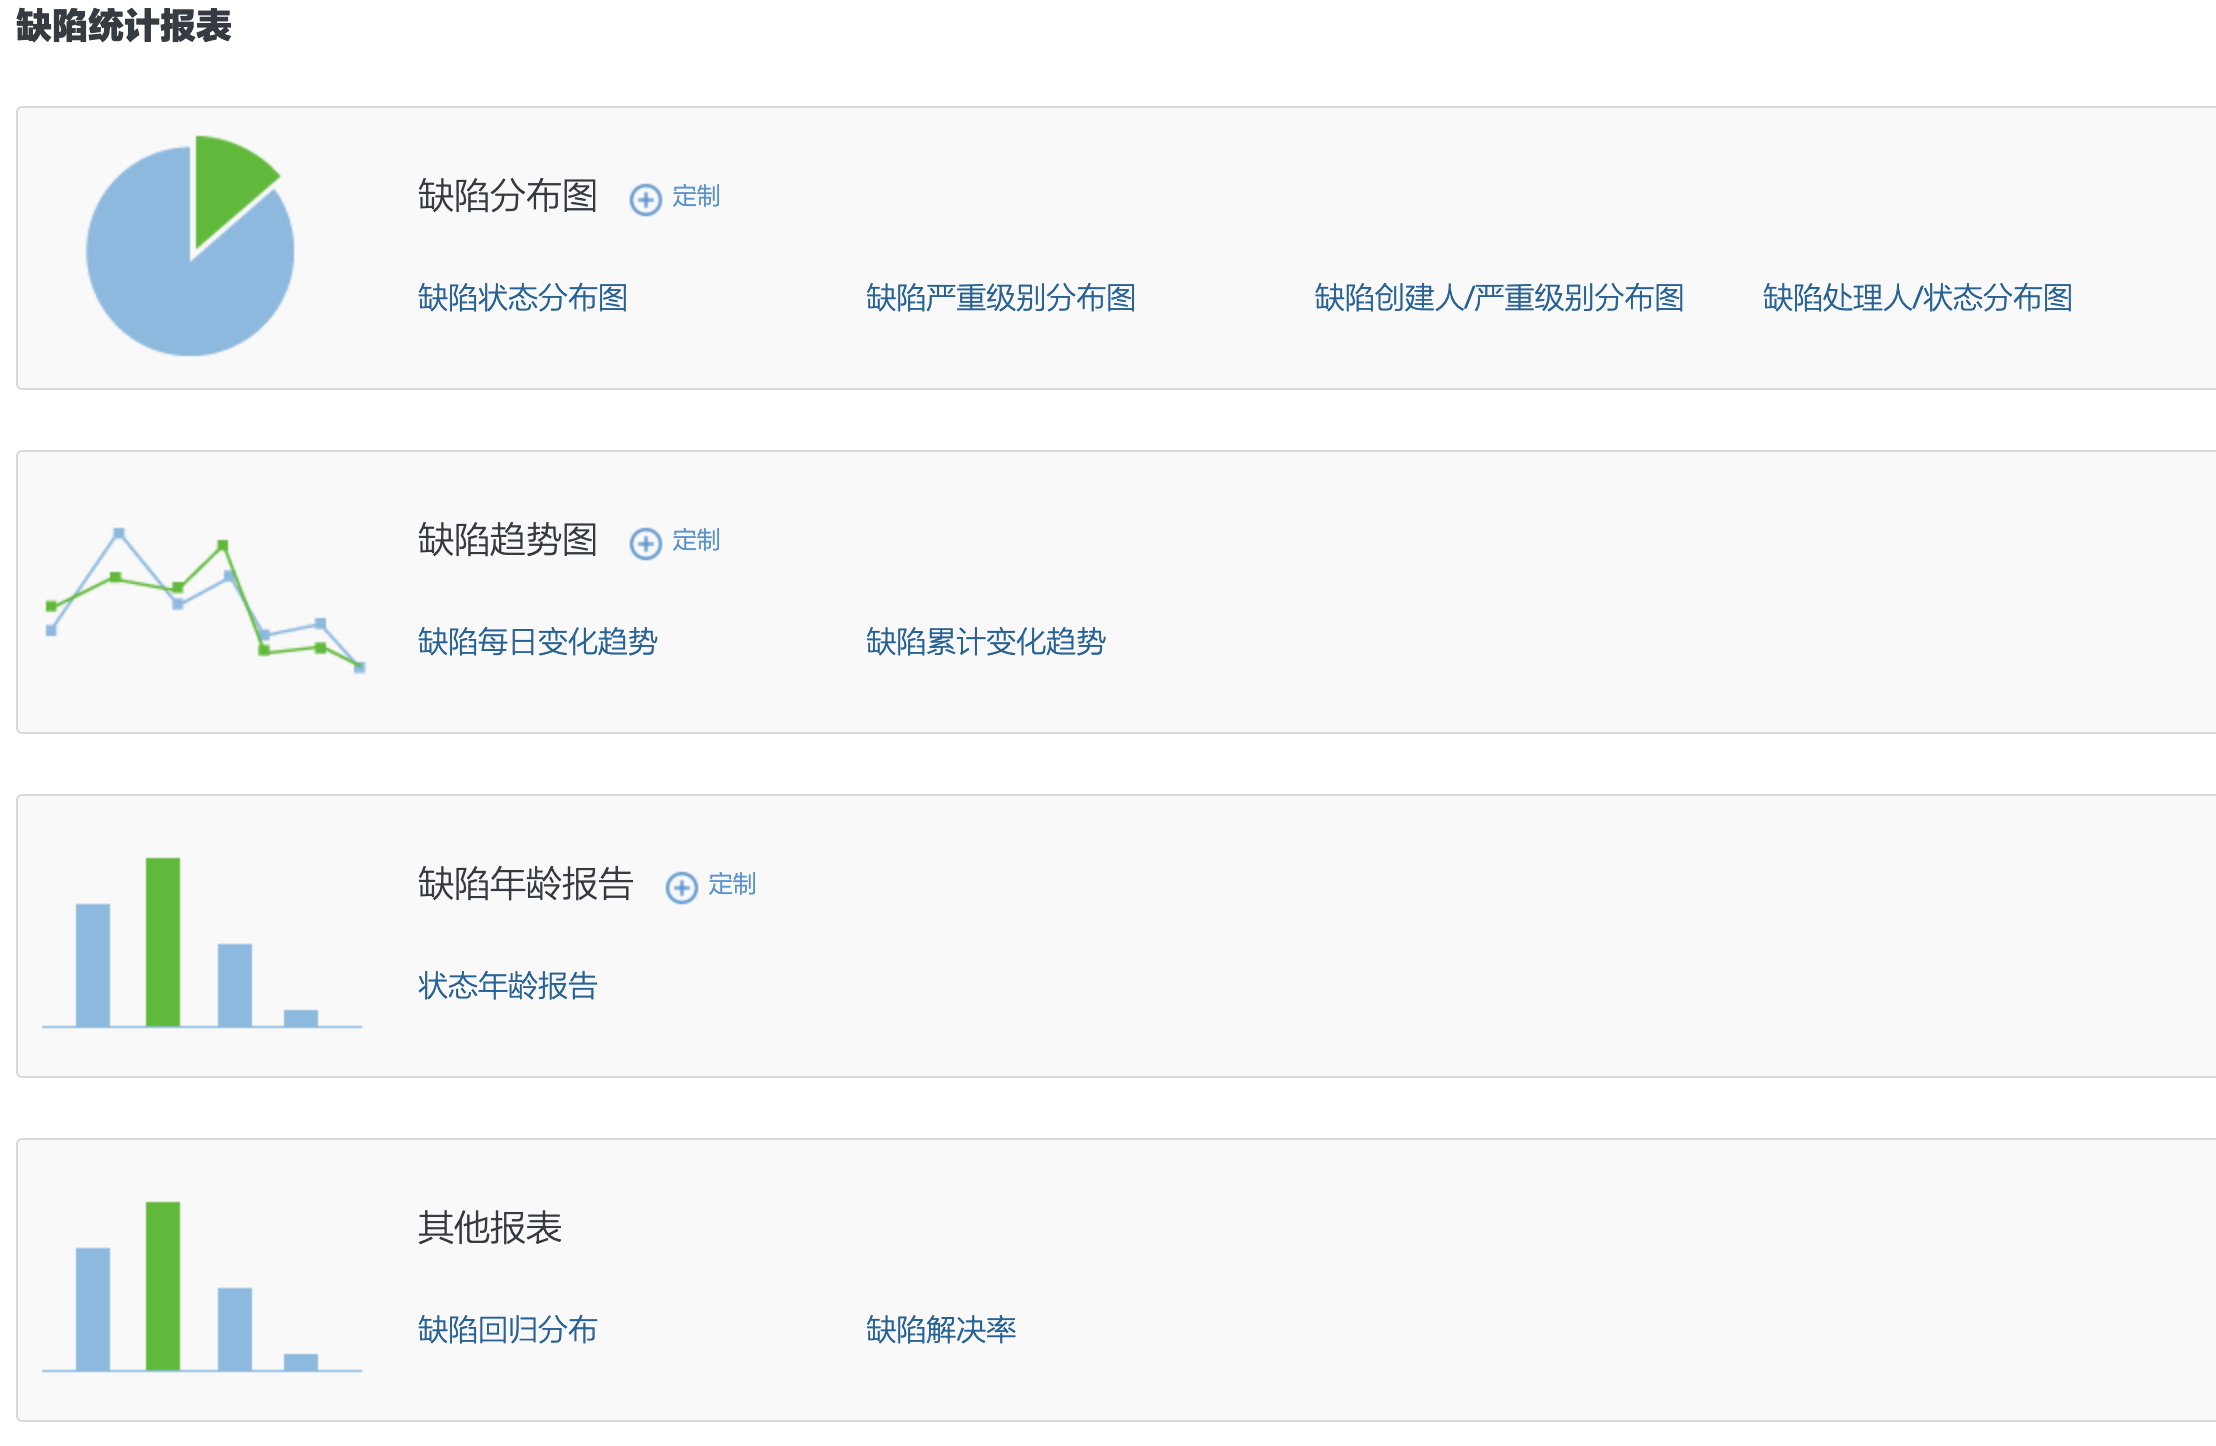 缺陷统计报表
缺陷分布图 定制
缺陷状态分布图 缺陷严重级别分布图 缺陷创建人/严重级别分布图 缺陷处理人/状态分布图
缺陷趋势图 定制
缺陷每日变化趋势 缺陷累计变化趋势
缺陷年龄报告 定制
状态年龄报告
其他报表
缺陷回归分布 缺陷解决率